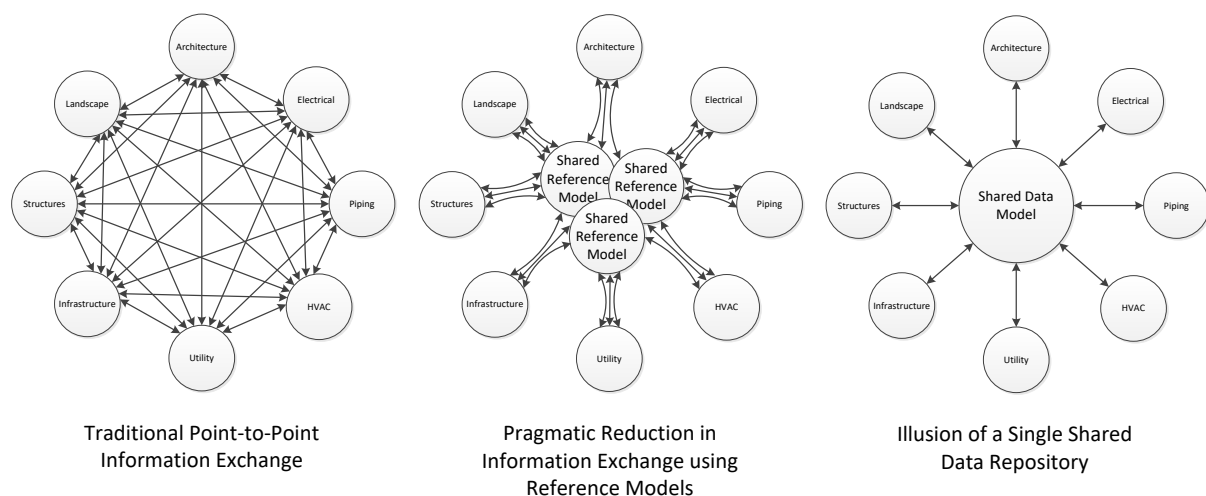 Architecture
Landscape
Electrical
Structures
Piping
Infrastructure
HVAC
Utility
Traditional Point-to-Point
Information Exchange
Architecture
Landscape
Electrical
Shared
Reference
Model
Shared
Reference
Model
Shared
Reference
Model
Structures
Piping
Infrastructure
HVAC
Utility
Pragmatic Reduction in
Information Exchange using
Reference Models
Architecture
Landscape
Electrical
Shared Data
Model
Structures
Piping
Infrastructure
HVAC
Utility
Illusion of a Single Shared
Data Repository